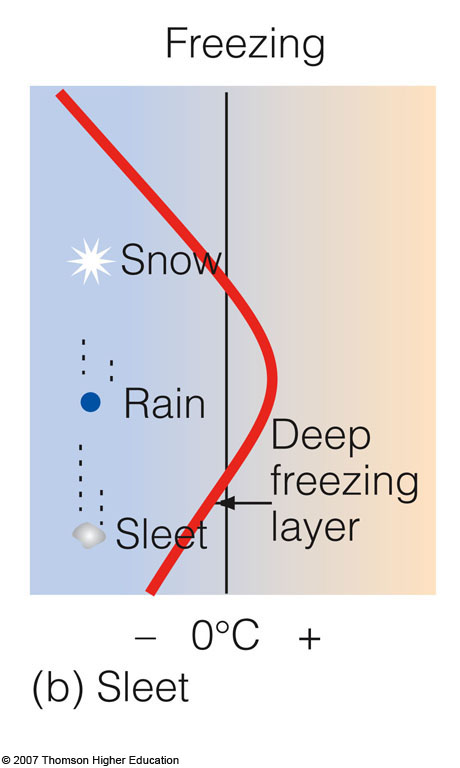 Freezing
Snow
Rain
Deep
freezing
layer
Sleet
– 0°C +
(b) Sleet
© 2007 Thomson Higher Education